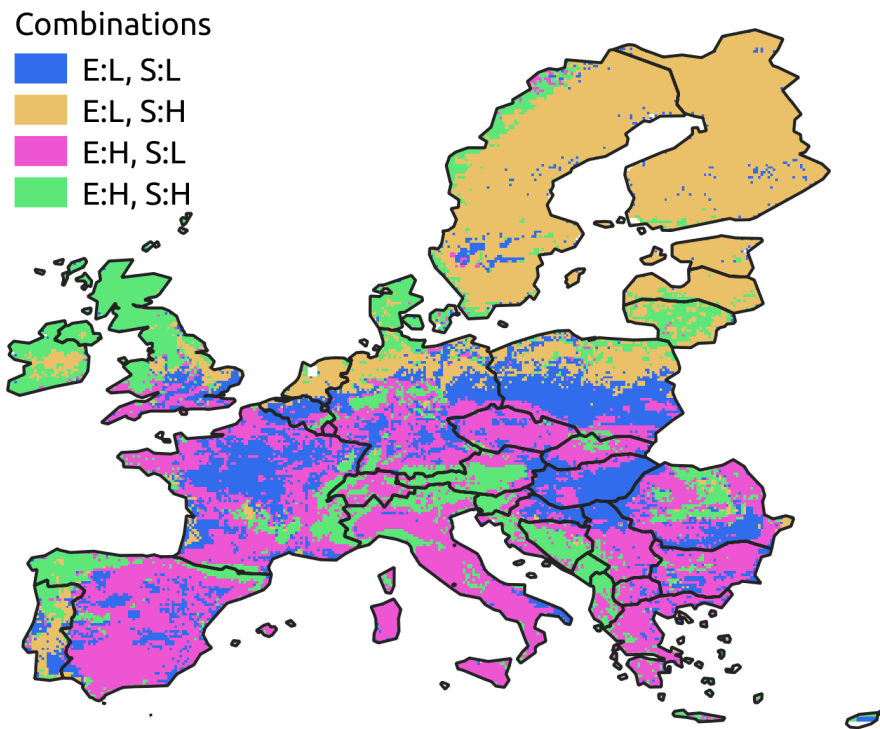 Combinations
E:L, S:L
E:L, S:H
E:H, S:L
E:H, S:H